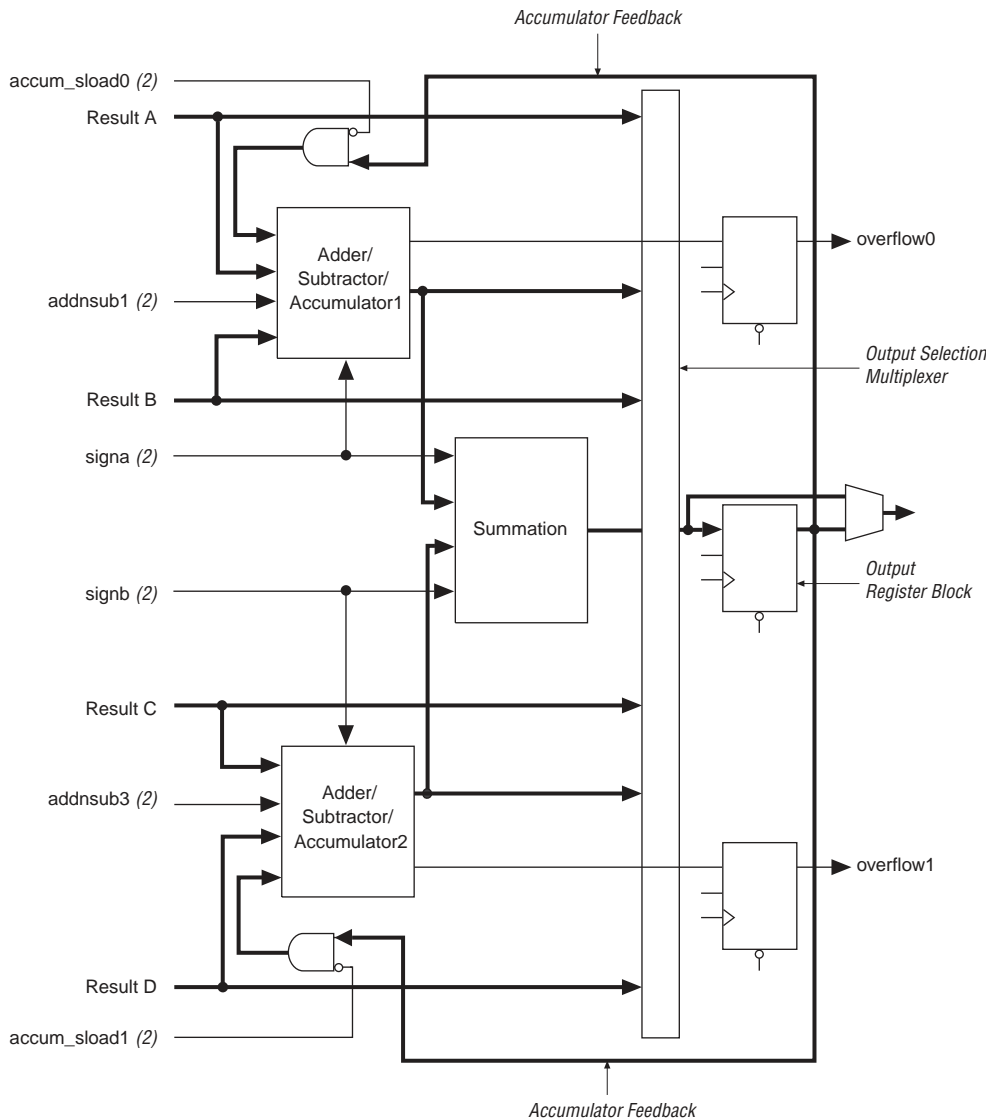 Accumulator Feedback
accum_sload0 (2)
Result A
overflow0
Adder/
Subtractor/
Accumulator1
addnsub1 (2)
Output Selection
Multiplexer
Result B
signa (2)
Summation
Output
Register Block
signb (2)
Result C
Adder/
Subtractor/
Accumulator2
addnsub3 (2)
overflow1
Result D
accum_sload1 (2)
Accumulator Feedback